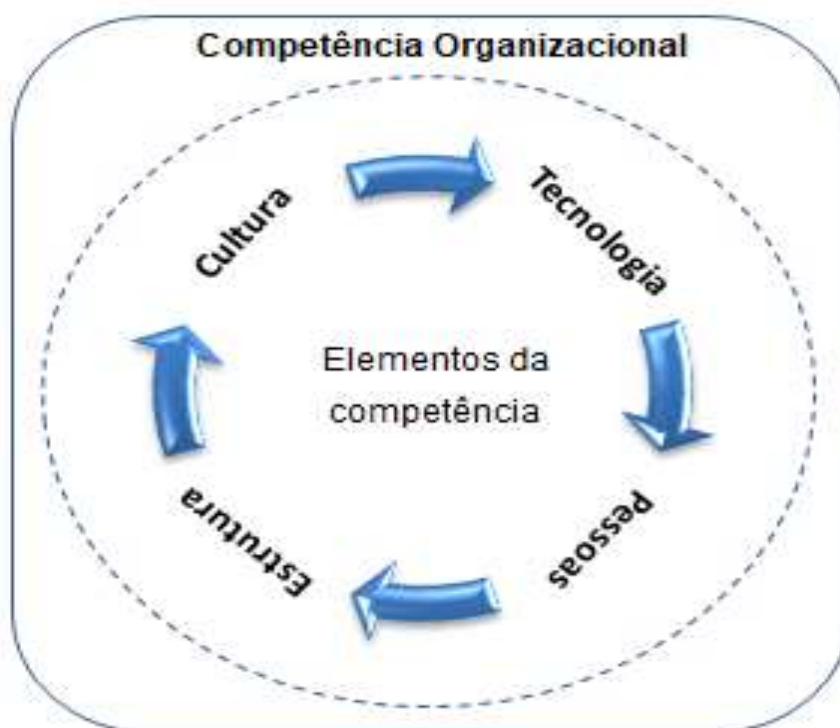 Competência Organizacional
Cultura
Tecnologia
Elementos da
competência
Estrutura
Pessoas